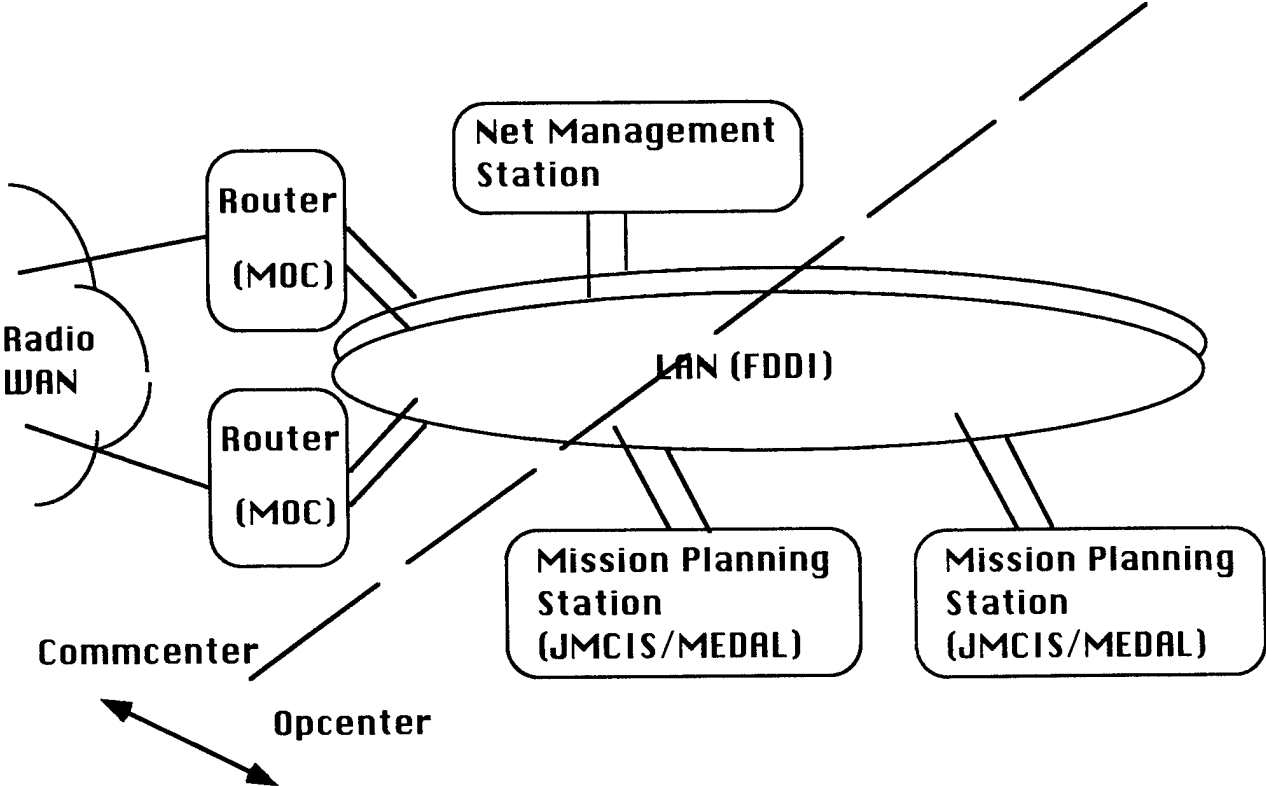 Net Management
Station
Router
(MOC)
Radio
WAN
LAN (FDDI)
Router
(MOC)
Mission Planning
Station
(JMCIS/MEDAL)
Mission Planning
Station
(JMCIS/MEDAL)
Commcenter
Opcenter